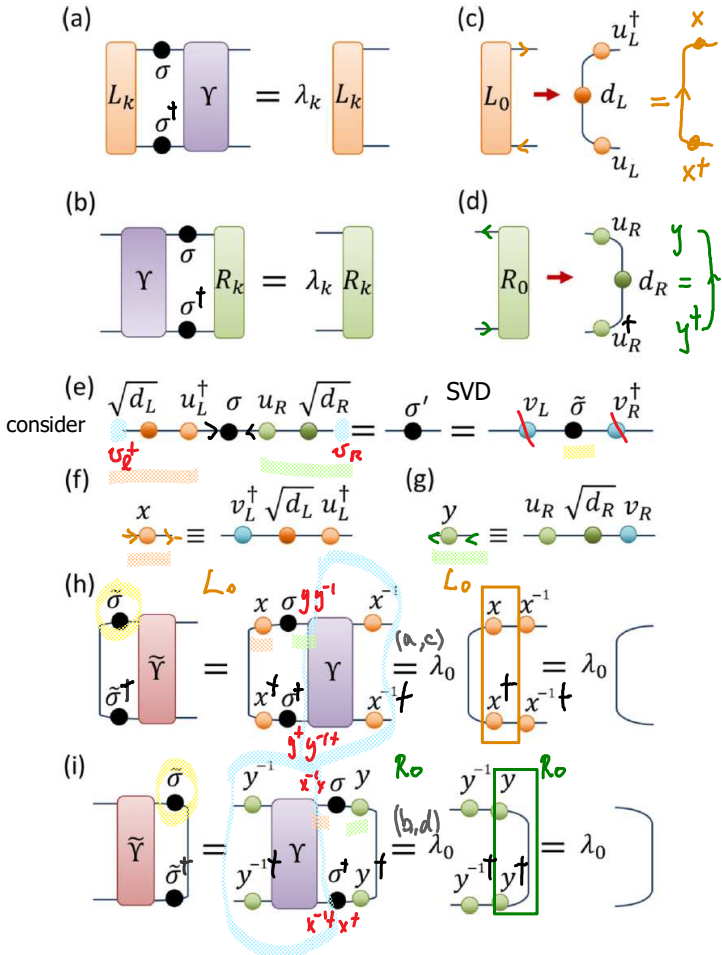 (a) L_k σ σ† ϒ = λ_k L_k
(c) L_0 → u_L^† d_L u_L = x x†
(b) ϒ σ σ† R_k = λ_k R_k
(d) R_0 → u_R d_R u_R^† = y y†
(e) √d_L u_L^† σ u_R √d_R = σ′ = SVD v_L σ̃ v_R^†
consider v_l^† v_R
(f) x ≡ v_L^† √d_L u_L^†
(g) y ≡ u_R √d_R v_R
(h) σ̃ σ̃† ϒ̃ = L_0 x σ y y⁻¹ ϒ x⁻¹ x† σ† y† y⁻¹† x⁻¹† (a,c) = λ_0 L_0 x x⁻¹ x† x⁻¹† = λ_0
(i) ϒ̃ σ̃ σ̃† = y⁻¹ ϒ x⁻¹ x σ y R_0 y⁻¹† σ† y† x⁻¹† x† (b,d) = λ_0 y⁻¹ y R_0 y⁻¹† y† = λ_0